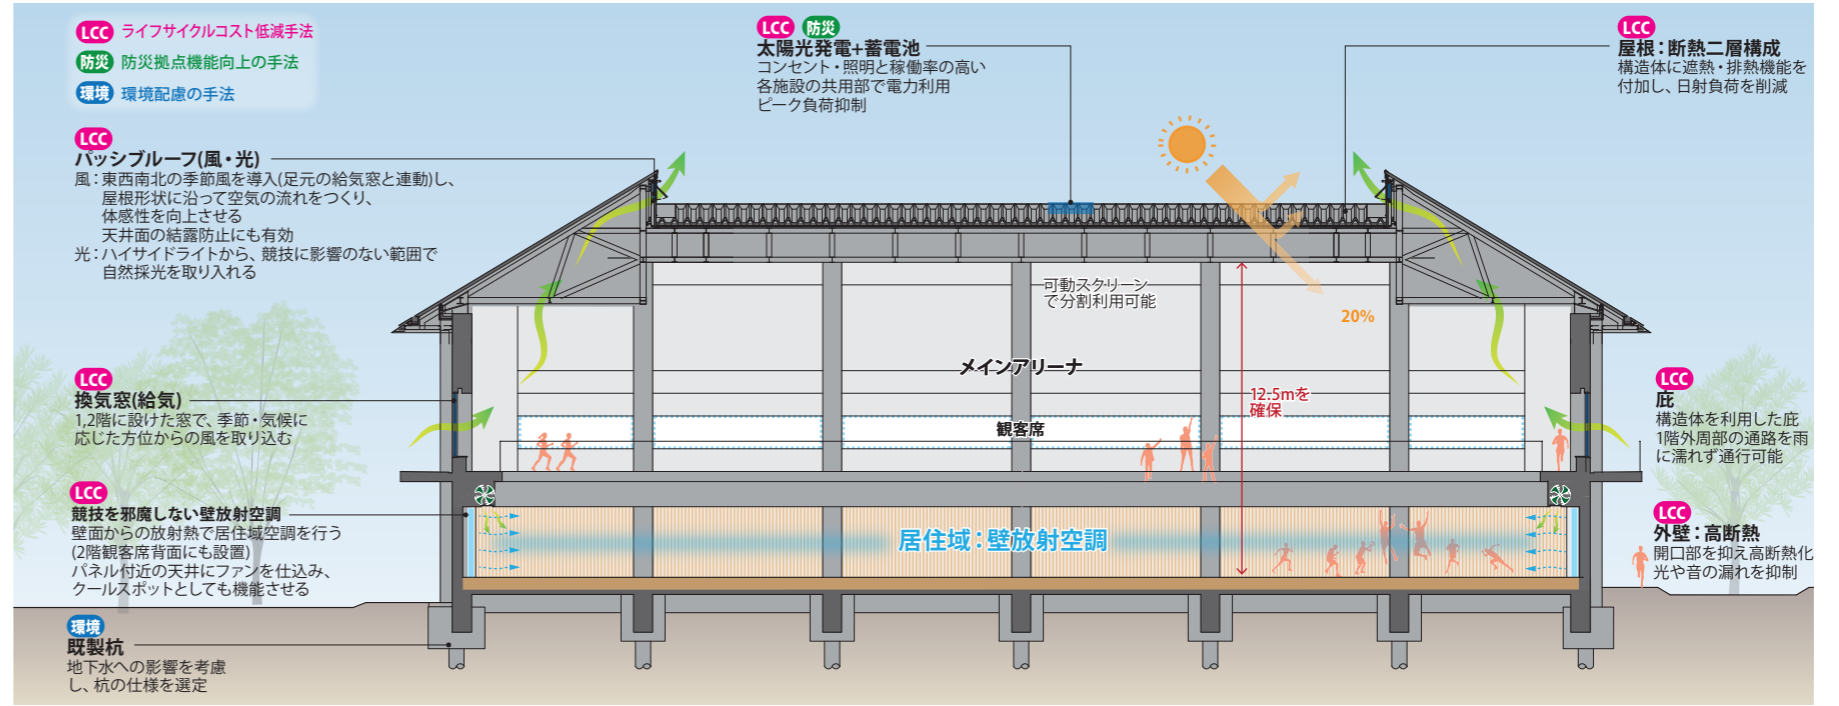 LCC ライフサイクルコスト低減手法
防災 防災拠点機能向上の手法
環境 環境配慮の手法
LCC
パッシブルーフ(風・光)
風：東西南北の季節風を導入(足元の給気窓と連動)し、
屋根形状に沿って空気の流れをつくり、
体感性を向上させる
天井面の結露防止にも有効
光：ハイサイドライトから、競技に影響のない範囲で
自然採光を取り入れる
LCC
換気窓(給気)
1,2階に設けた窓で、季節・気候に
応じた方位からの風を取り込む
LCC
競技を邪魔しない壁放射空調
壁面からの放射熱で居住域空調を行う
(2階観客席背面にも設置)
パネル付近の天井にファンを仕込み、
クールスポットとしても機能させる
環境
既製杭
地下水への影響を考慮
し、杭の仕様を選定
LCC 防災
太陽光発電+蓄電池
コンセント・照明と稼働率の高い
各施設の共用部で電力利用
ピーク負荷抑制
可動スクリーン
で分割利用可能
20%
メインアリーナ
12.5mを
確保
観客席
居住域：壁放射空調
LCC
屋根：断熱二層構成
構造体に遮熱・排熱機能を
付加し、日射負荷を削減
LCC
庇
構造体を利用した庇
1階外周部の通路を雨
に濡れず通行可能
LCC
外壁：高断熱
開口部を抑え高断熱化
光や音の漏れを抑制